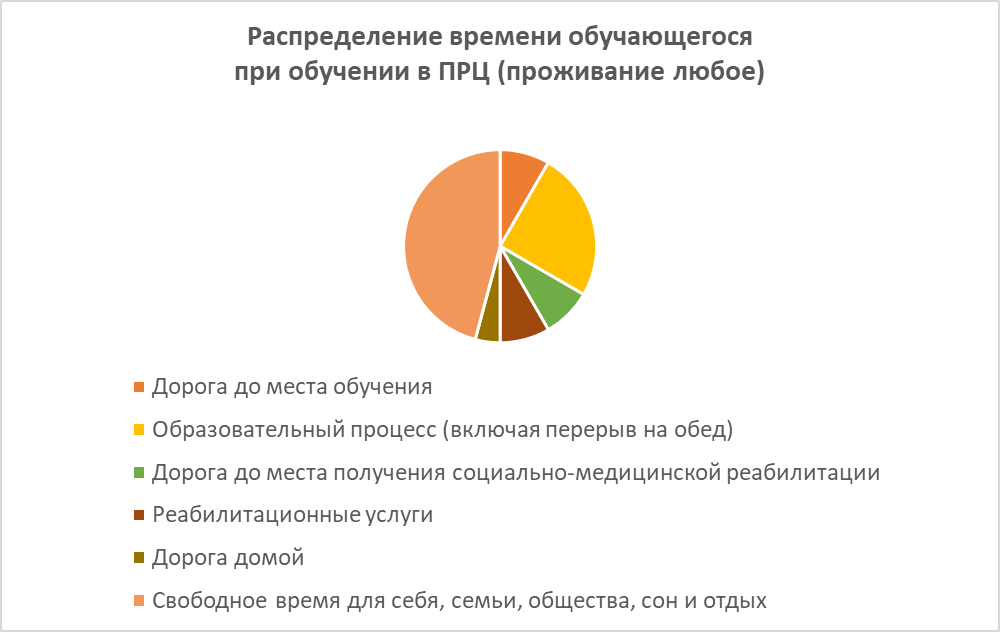 Распределение времени обучающегося
при обучении в ПРЦ (проживание любое)
Дорога до места обучения
Образовательный процесс (включая перерыв на обед)
Дорога до места получения социально-медицинской реабилитации
Реабилитационные услуги
Дорога домой
Свободное время для себя, семьи, общества, сон и отдых